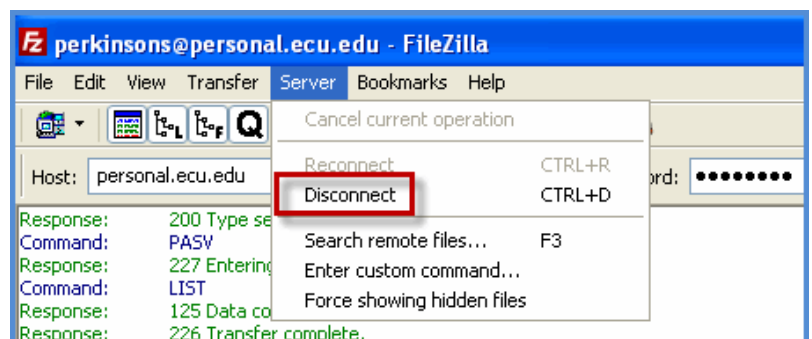 Fz perkinsons@personal.ecu.edu - FileZilla
File Edit View Transfer Server Bookmarks Help
L F Q
Cancel current operation
Reconnect CTRL+R
Host: personal.ecu.edu ord: ●●●●●●●●
Disconnect CTRL+D
Response: 200 Type se
Command: PASV
Search remote files... F3
Response: 227 Entering
Enter custom command...
Command: LIST
Force showing hidden files
Response: 125 Data co
Response: 226 Transfer complete.